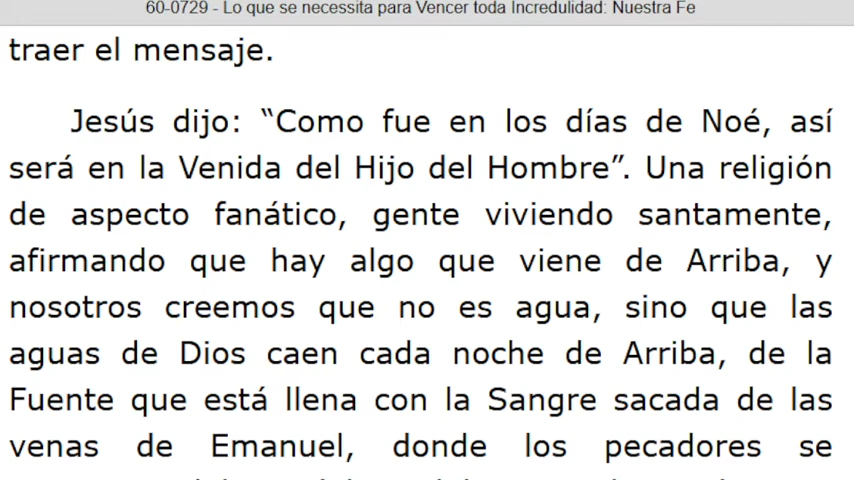 60-0729 - Lo que se necessita para Vencer toda Incredulidad: Nuestra Fe
traer el mensaje.
Jesús dijo: “Como fue en los días de Noé, así
será en la Venida del Hijo del Hombre”. Una religión
de aspecto fanático, gente viviendo santamente,
afirmando que hay algo que viene de Arriba, y
nosotros creemos que no es agua, sino que las
aguas de Dios caen cada noche de Arriba, de la
Fuente que está llena con la Sangre sacada de las
venas de Emanuel, donde los pecadores se